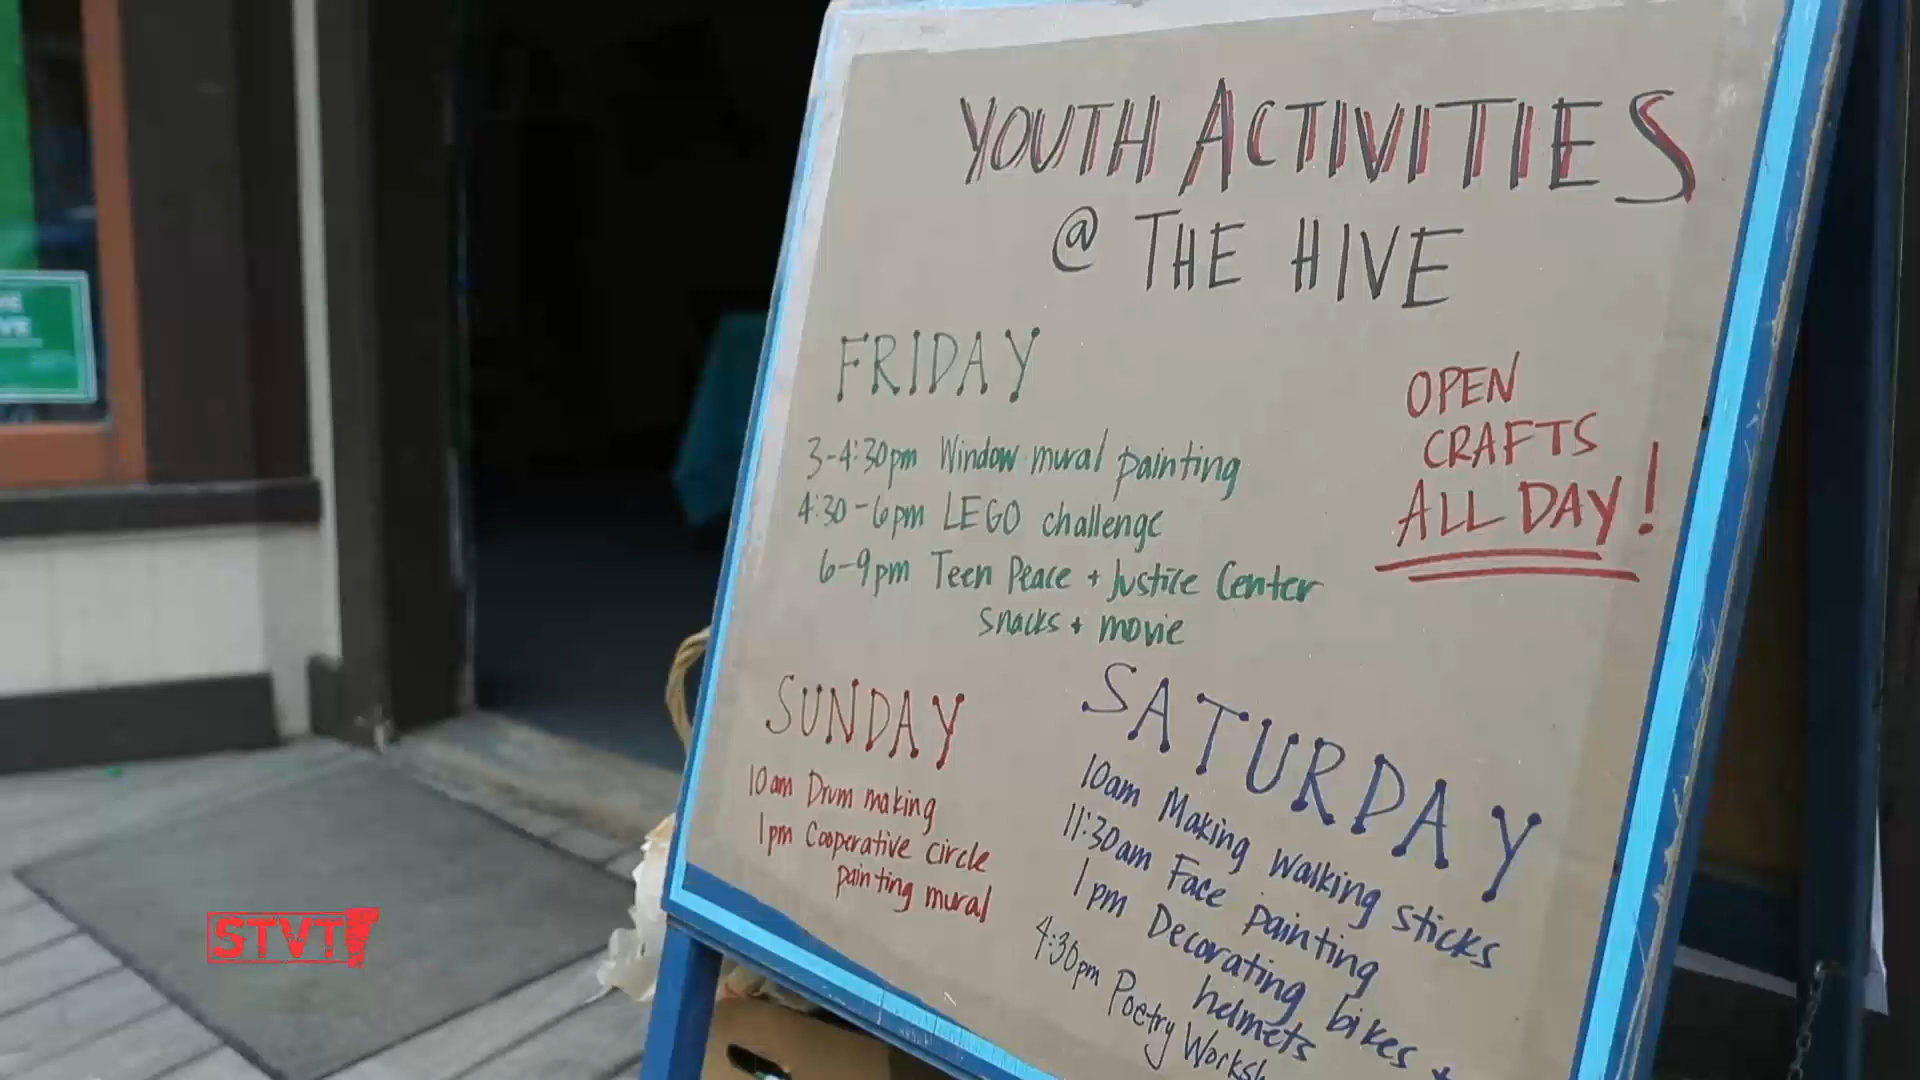 YOUTH ACTIVITIES
@ THE HIVE
FRIDAY
3-4:30pm Window mural painting
4:30-6pm LEGO challenge
6-9pm Teen Peace + Justice Center
snacks + movie
OPEN
CRAFTS
ALL DAY!
SUNDAY
10am Drum making
1pm Cooperative circle
painting mural
SATURDAY
10am Making walking sticks
11:30am Face painting
1pm Decorating bikes +
helmets
4:30pm Poetry
STVT